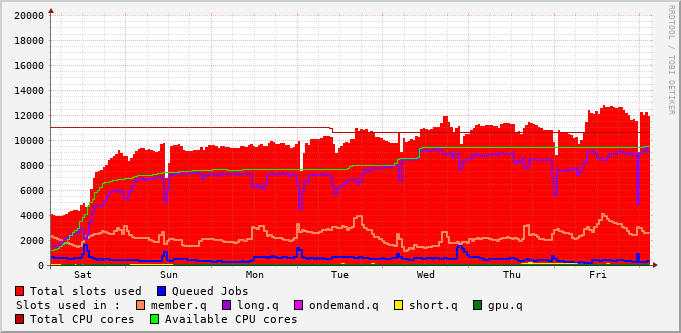 20000
18000
16000
14000
12000
10000
8000
6000
4000
2000
0
Sat Sun Mon Tue Wed Thu Fri
RRDTOOL / TOBI OETIKER
Total slots used Queued Jobs
Slots used in : member.q long.q ondemand.q short.q gpu.q
Total CPU cores Available CPU cores